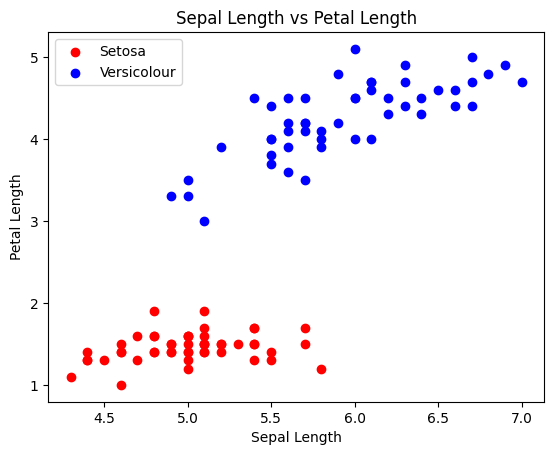 Sepal Length vs Petal Length
Setosa
Versicolour
5
4
3
2
1
Petal Length
4.5 5.0 5.5 6.0 6.5 7.0
Sepal Length